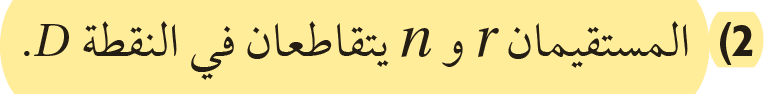 (2 المستقيمان r و n يتقاطعان في النقطة D.